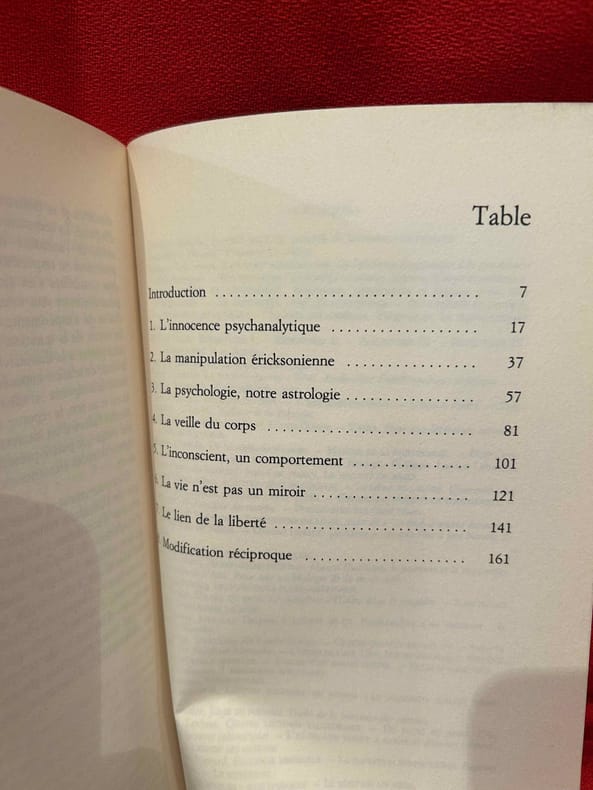 Table
Introduction .................................... 7
1. L'innocence psychanalytique .................... 17
2. La manipulation éricksonienne .................. 37
3. La psychologie, notre astrologie ................. 57
4. La veille du corps ............................ 81
5. L'inconscient, un comportement ................ 101
La vie n'est pas un miroir ..................... 121
Le lien de la liberté .......................... 141
Modification réciproque ...................... 161